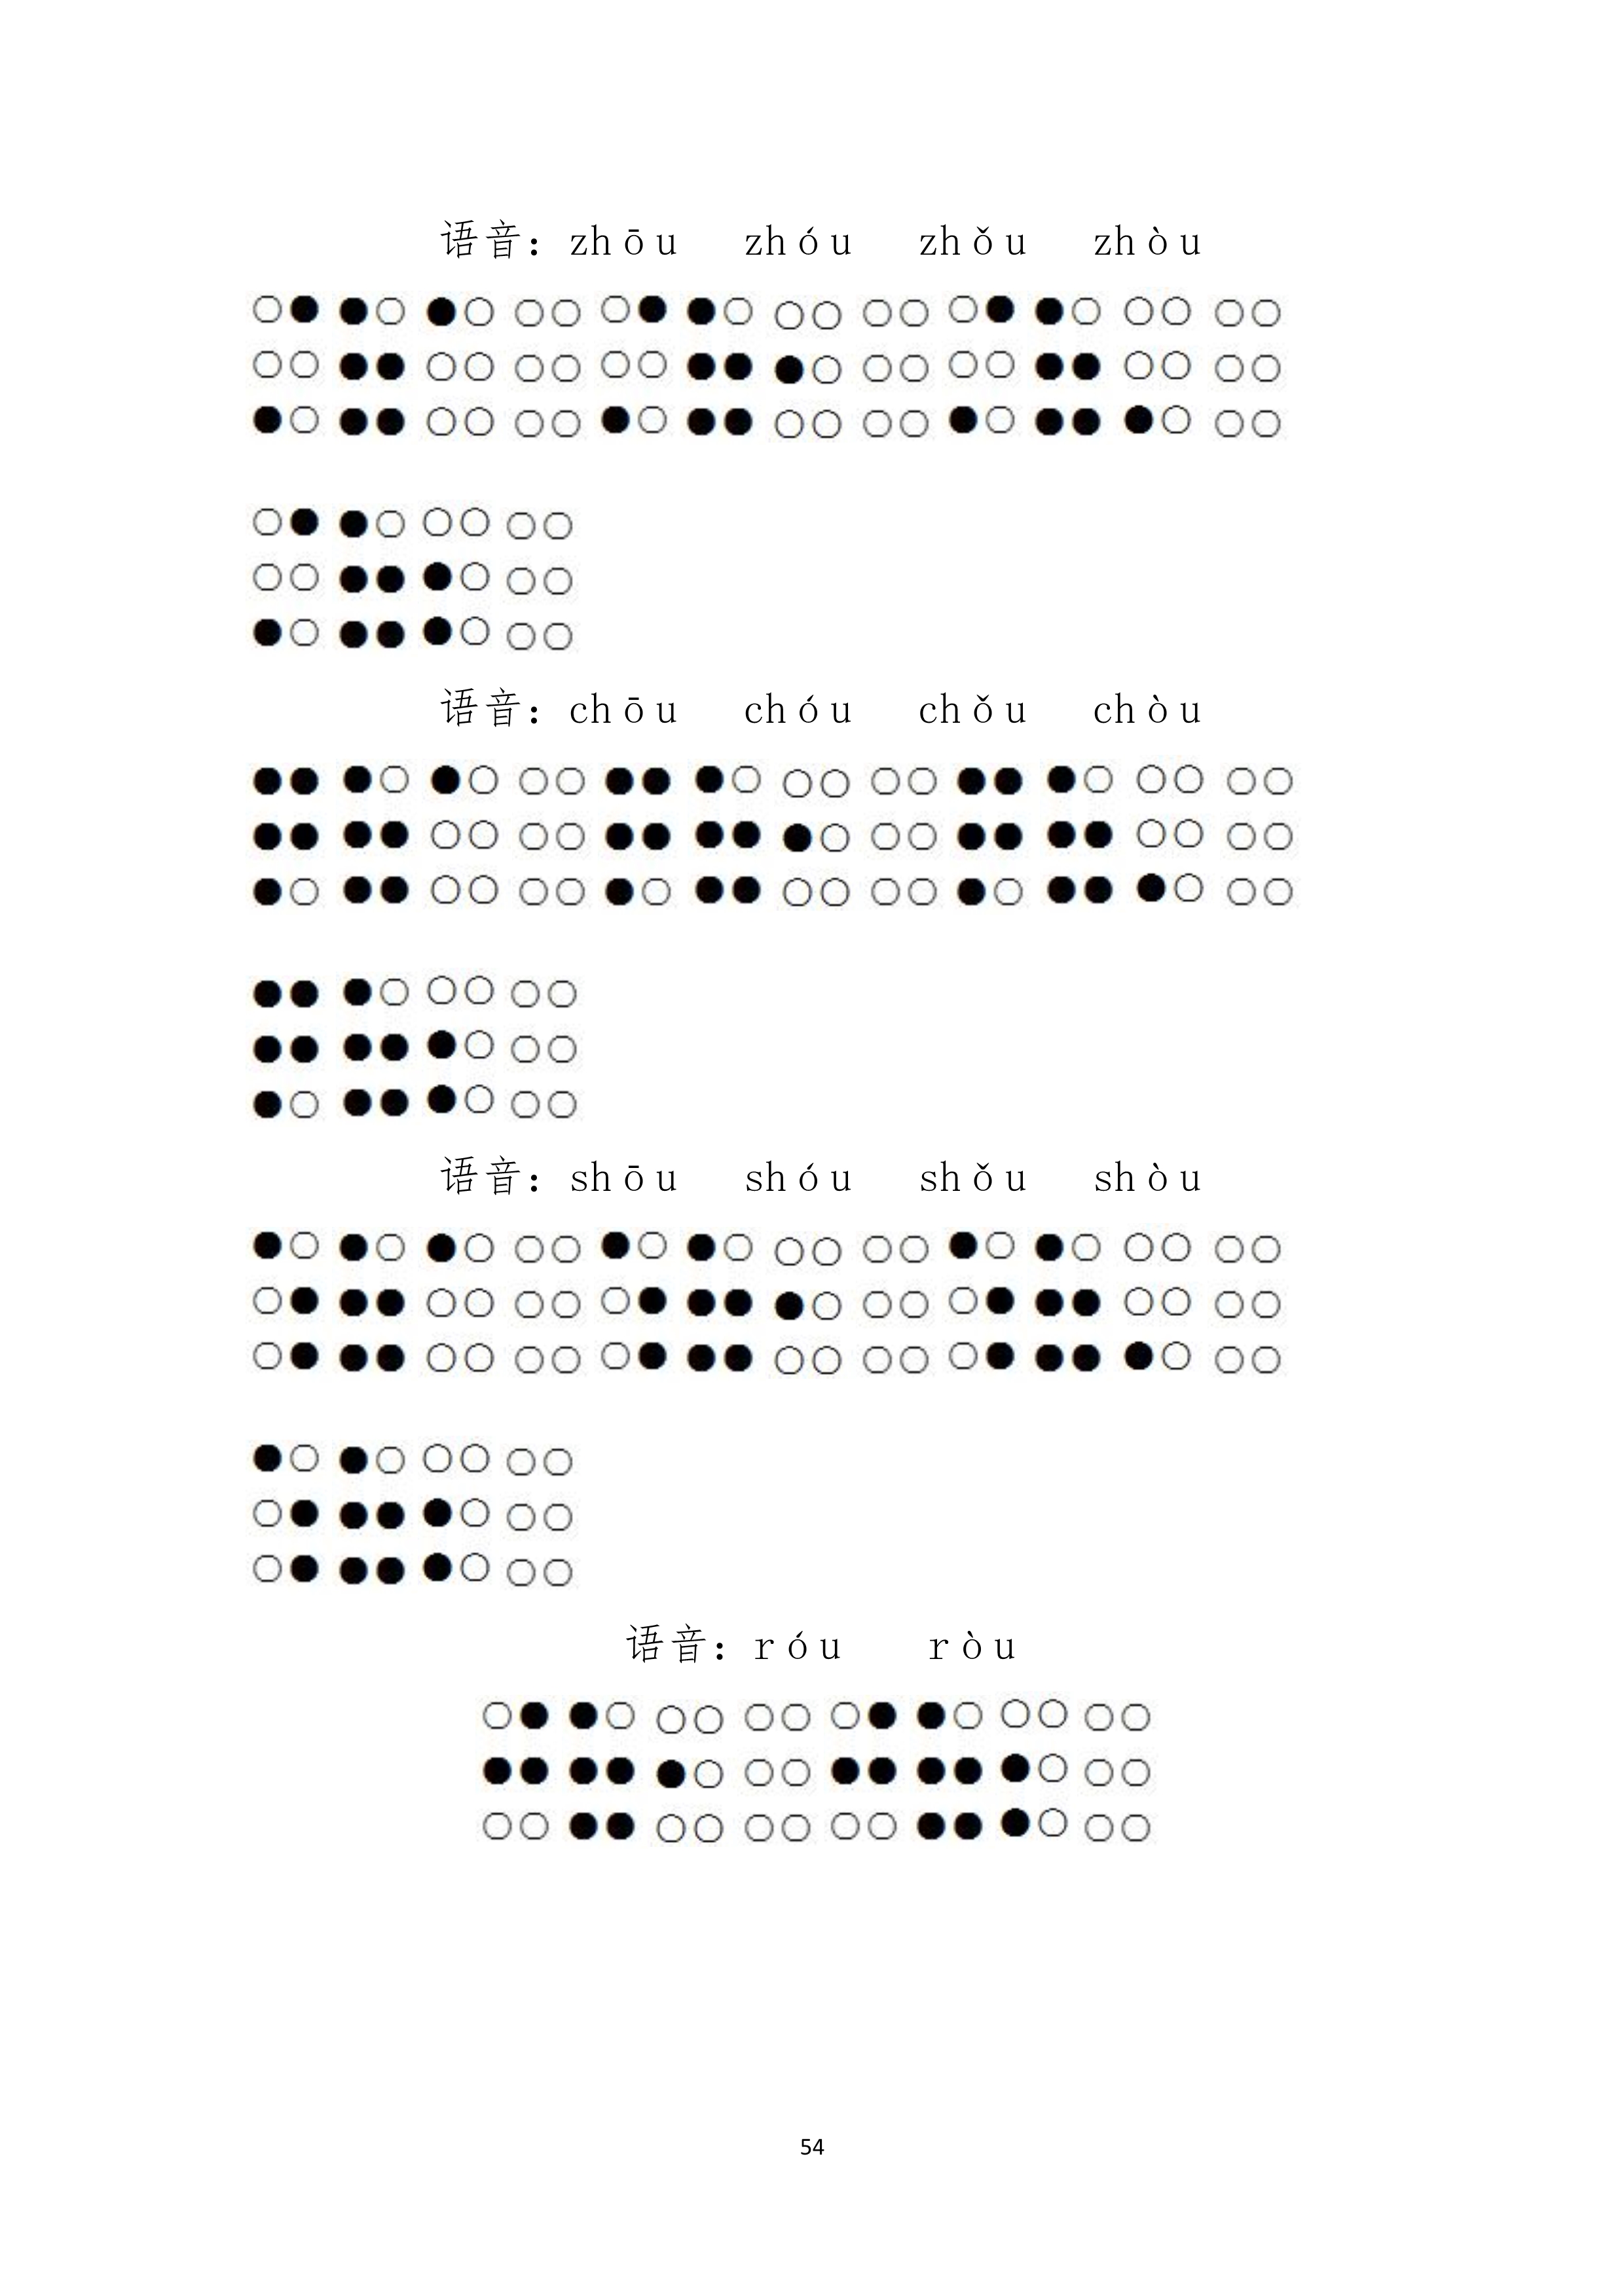 语音：zhōu zhóu zhǒu zhòu
○● ●○ ●○ ○○ ○● ●○ ○○ ○○ ○● ●○ ○○ ○○
○○ ●● ○○ ○○ ○○ ●● ●○ ○○ ○○ ●● ○○ ○○
●○ ●● ○○ ○○ ●○ ●● ○○ ○○ ●○ ●● ●○ ○○
○● ●○ ○○ ○○
○○ ●● ●○ ○○
●○ ●● ●○ ○○
语音：chōu chóu chǒu chòu
●● ●○ ●○ ○○ ●● ●○ ○○ ○○ ●● ●○ ○○ ○○
●● ●● ○○ ○○ ●● ●● ●○ ○○ ●● ●● ○○ ○○
●○ ●● ○○ ○○ ●○ ●● ○○ ○○ ●○ ●● ●○ ○○
●● ●○ ○○ ○○
●● ●● ●○ ○○
●○ ●● ●○ ○○
语音：shōu shóu shǒu shòu
●○ ●○ ●○ ○○ ●○ ●○ ○○ ○○ ●○ ●○ ○○ ○○
○● ●● ○○ ○○ ○● ●● ●○ ○○ ○● ●● ○○ ○○
○● ●● ○○ ○○ ○● ●● ○○ ○○ ○● ●● ●○ ○○
●○ ●○ ○○ ○○
○● ●● ●○ ○○
○● ●● ●○ ○○
语音：róu ròu
○● ●○ ○○ ○○ ○● ●○ ○○ ○○
●● ●● ●○ ○○ ●● ●● ●○ ○○
○○ ●● ○○ ○○ ○○ ●● ●○ ○○
54